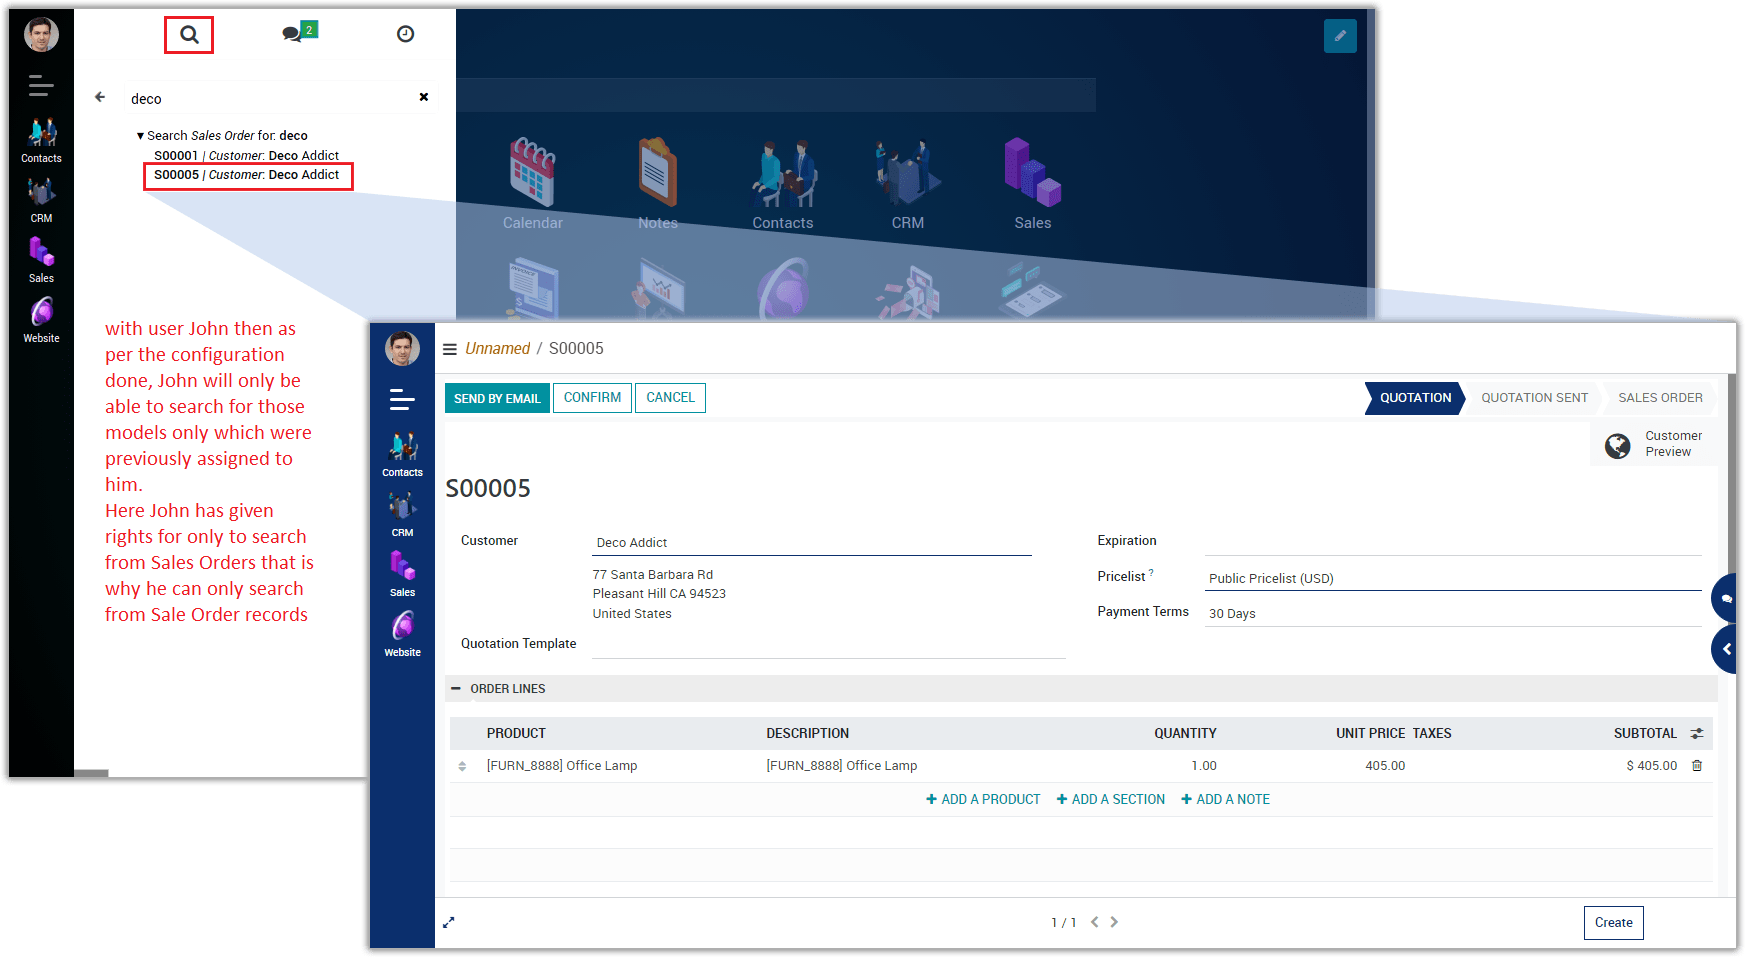 2
deco
Search Sales Order for: deco
S00001 | Customer: Deco Addict
S00005 | Customer: Deco Addict
Contacts
CRM
Sales
Website
Calendar
Notes
Contacts
CRM
Sales
INVOICE
with user John then as
per the configuration
done, John will only be
able to search for those
models only which were
previously assigned to
him.
Here John has given
rights for only to search
from Sales Orders that is
why he can only search
from Sale Order records
Unnamed / S00005
SEND BY EMAIL CONFIRM CANCEL
QUOTATION QUOTATION SENT SALES ORDER
Customer
Preview
Contacts
CRM
Sales
Website
S00005
Customer Deco Addict
77 Santa Barbara Rd
Pleasant Hill CA 94523
United States
Quotation Template
Expiration
Pricelist ? Public Pricelist (USD)
Payment Terms 30 Days
ORDER LINES
PRODUCT DESCRIPTION QUANTITY UNIT PRICE TAXES SUBTOTAL
[FURN_8888] Office Lamp [FURN_8888] Office Lamp 1.00 405.00 $ 405.00
ADD A PRODUCT ADD A SECTION ADD A NOTE
1 / 1
Create